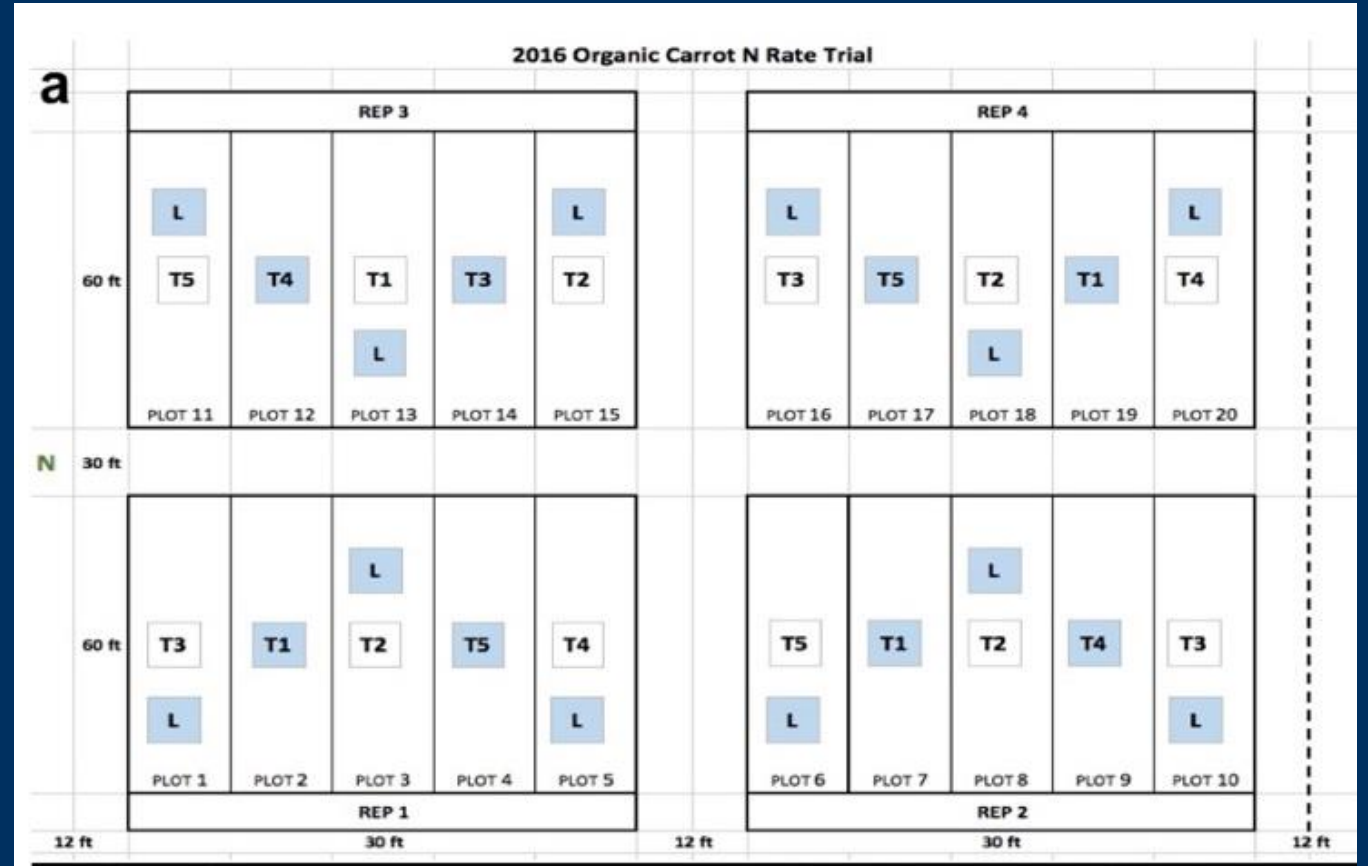 2016 Organic Carrot N Rate Trial
a
REP 3 REP 4
L L L L
60 ft T5 T4 T1 T3 T2 T3 T5 T2 T1 T4
L L
PLOT 11 PLOT 12 PLOT 13 PLOT 14 PLOT 15 PLOT 16 PLOT 17 PLOT 18 PLOT 19 PLOT 20
N 30 ft
L L
60 ft T3 T1 T2 T5 T4 T5 T1 T2 T4 T3
L L L L
PLOT 1 PLOT 2 PLOT 3 PLOT 4 PLOT 5 PLOT 6 PLOT 7 PLOT 8 PLOT 9 PLOT 10
REP 1 REP 2
12 ft 30 ft 12 ft 30 ft 12 ft